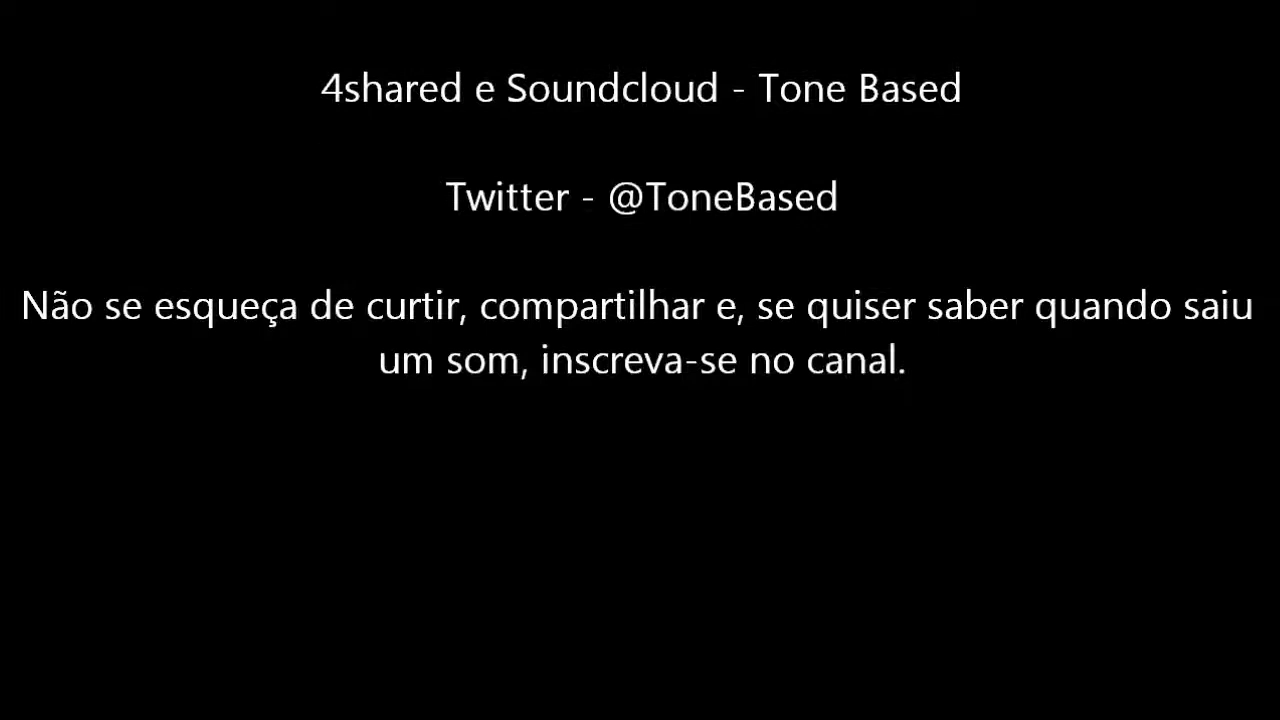 4shared e Soundcloud - Tone Based
Twitter - @ToneBased
Não se esqueça de curtir, compartilhar e, se quiser saber quando saiu
um som, inscreva-se no canal.